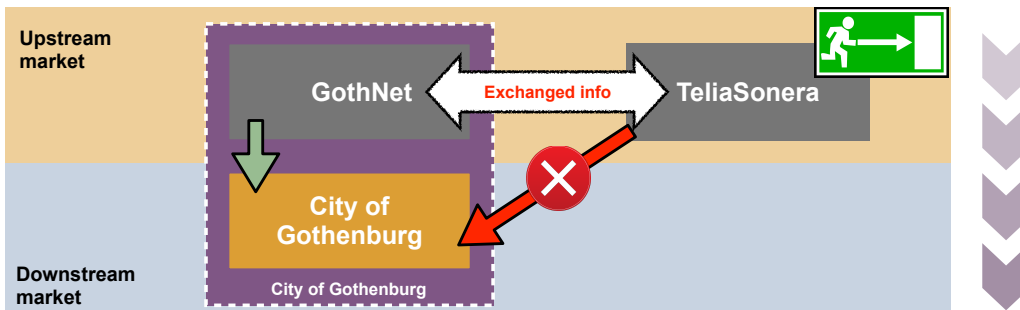 Upstream
market
GothNet
Exchanged info
TeliaSonera
City of
Gothenburg
Downstream
market
City of Gothenburg